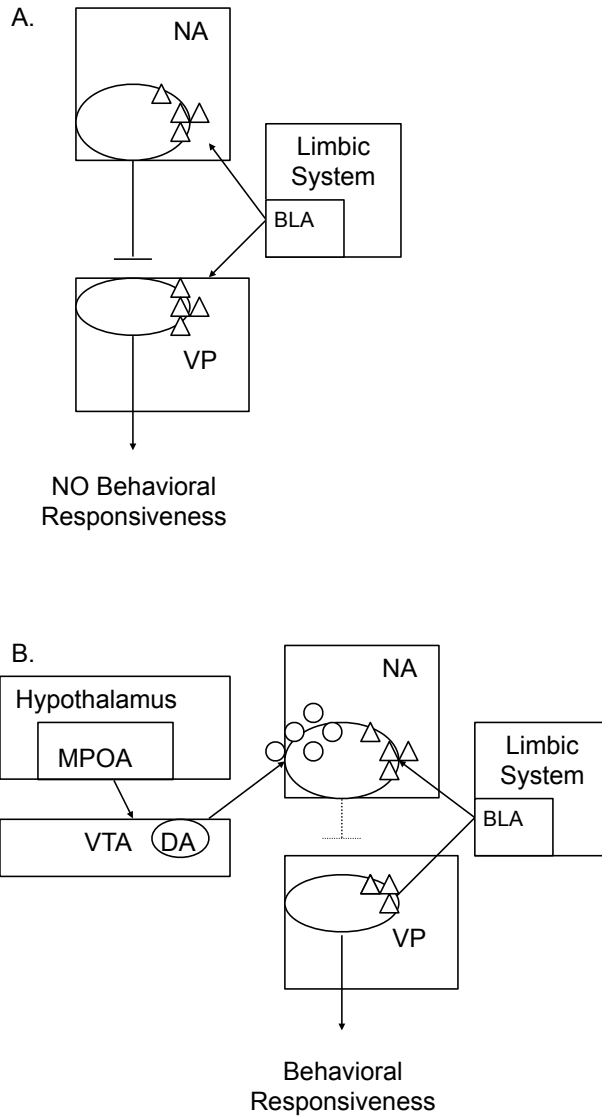 A.
NA
Limbic
System
BLA
VP
NO Behavioral
Responsiveness
B.
NA
Hypothalamus
MPOA
Limbic
System
BLA
VTA
DA
VP
Behavioral
Responsiveness